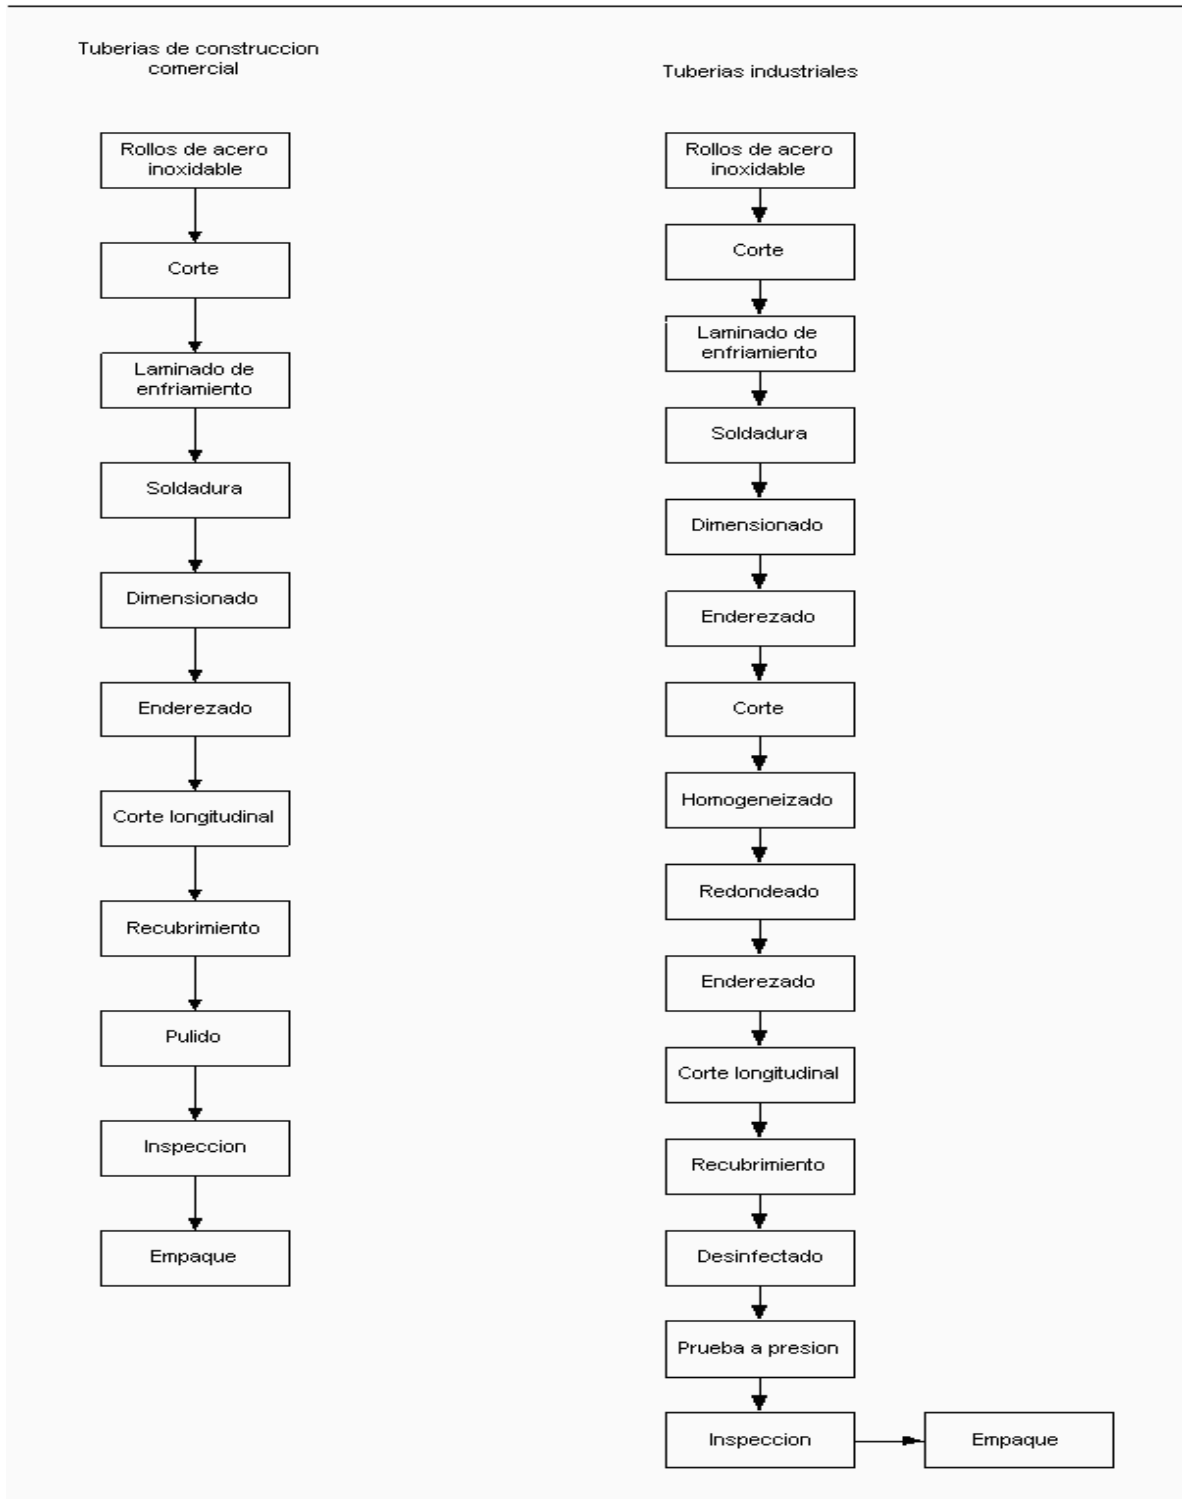 Tuberias de construccion
comercial
Rollos de acero
inoxidable
Corte
Laminado de
enfriamiento
Soldadura
Dimensionado
Enderezado
Corte longitudinal
Recubrimiento
Pulido
Inspeccion
Empaque
Tuberias industriales
Rollos de acero
inoxidable
Corte
Laminado de
enfriamiento
Soldadura
Dimensionado
Enderezado
Corte
Homogeneizado
Redondeado
Enderezado
Corte longitudinal
Recubrimiento
Desinfectado
Prueba a presion
Inspeccion
Empaque